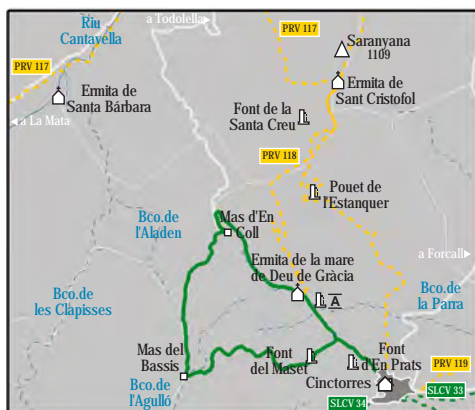 Riu
Cantavella
a Todolella
PRV 117
Saranyana
1109
PRV 117
Ermita de
Santa Bárbara
Ermita de
Sant Cristofol
a La Mata
Font de la
Santa Creu
PRV 118
Pouet de
l'Estanquer
Bco.de
l'Aladen
Mas d'En
Coll
a Forcall
Ermita de la mare
de Deu de Gràcia
A
Bco.de
les Clapisses
Bco.de
la Parra
Mas del
Bassis
Font
del Maset
Font
d'En Prats
PRV 119
Bco.de
l'Agulló
Cinctorres
SLCV 33
SLCV 34